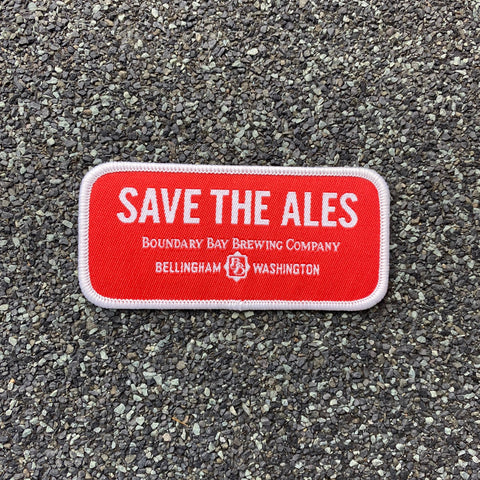 SAVE THE ALES
BOUNDARY BAY BREWING COMPANY
BELLINGHAM BB WASHINGTON